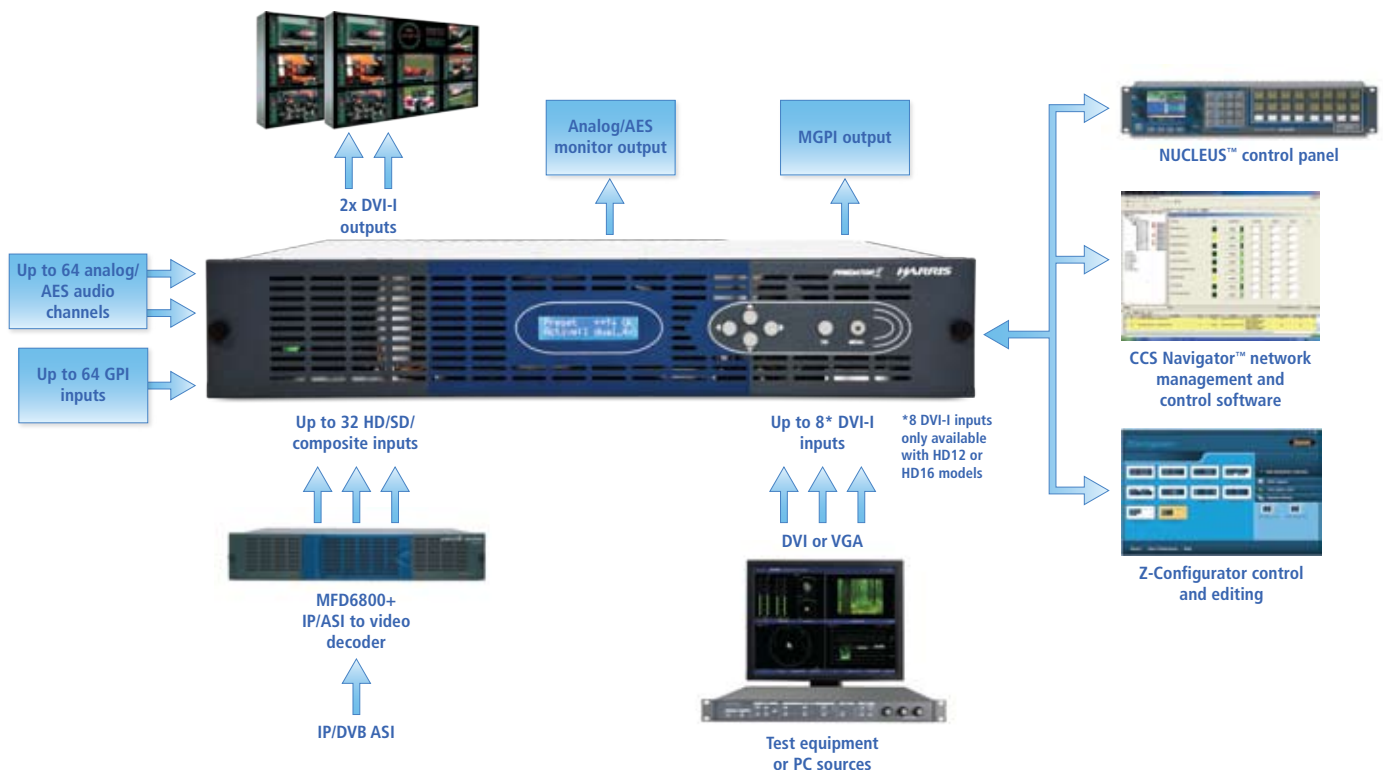 2x DVI-I
outputs
Analog/AES
monitor output
MGPI output
NUCLEUS™ control panel
Up to 64 analog/
AES audio
channels
Up to 64 GPI
inputs
PREDATOR II
HARRIS
CCS Navigator™ network
management and
control software
Up to 32 HD/SD/
composite inputs
Up to 8* DVI-I
inputs
*8 DVI-I inputs
only available
with HD12 or
HD16 models
MFD6800+
IP/ASI to video
decoder
IP/DVB ASI
DVI or VGA
Test equipment
or PC sources
Z-Configurator control
and editing